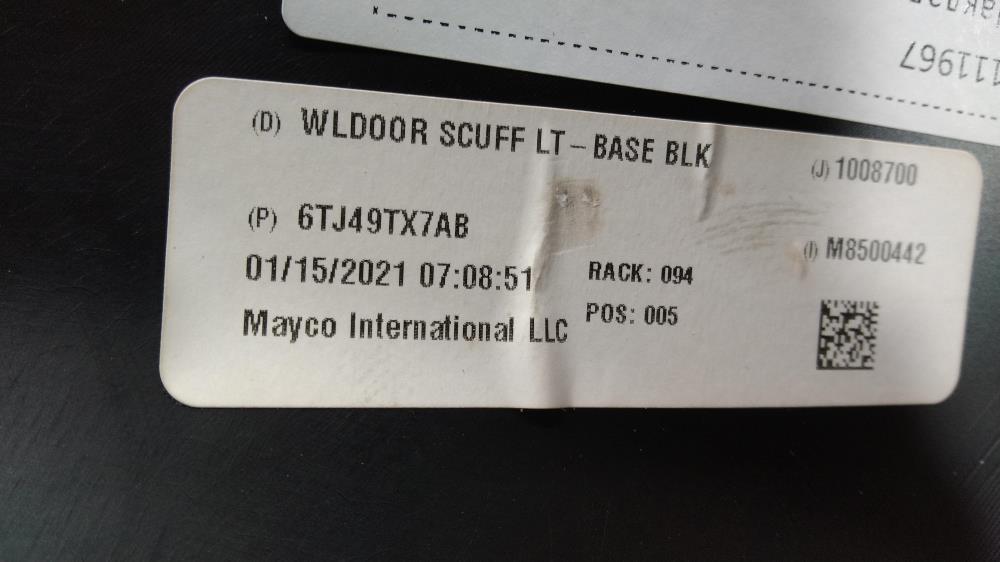 111967
(D) WLDOOR SCUFF LT-BASE BLK
(J) 1008700
(P) 6TJ49TX7AB
(I) M8500442
01/15/2021 07:08:51
RACK: 094
Mayco International LLC
POS: 005